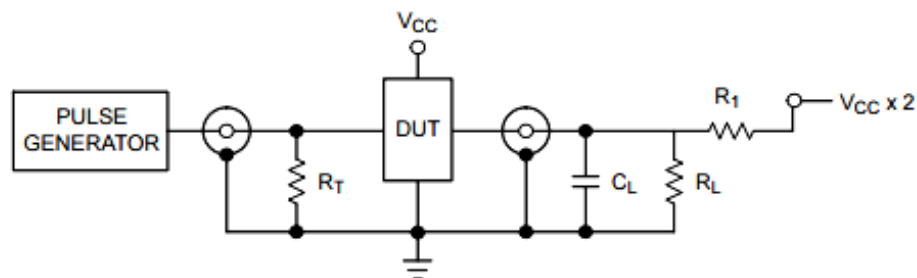 VCC
PULSE
GENERATOR
RT
DUT
CL
RL
R1
VCC x 2